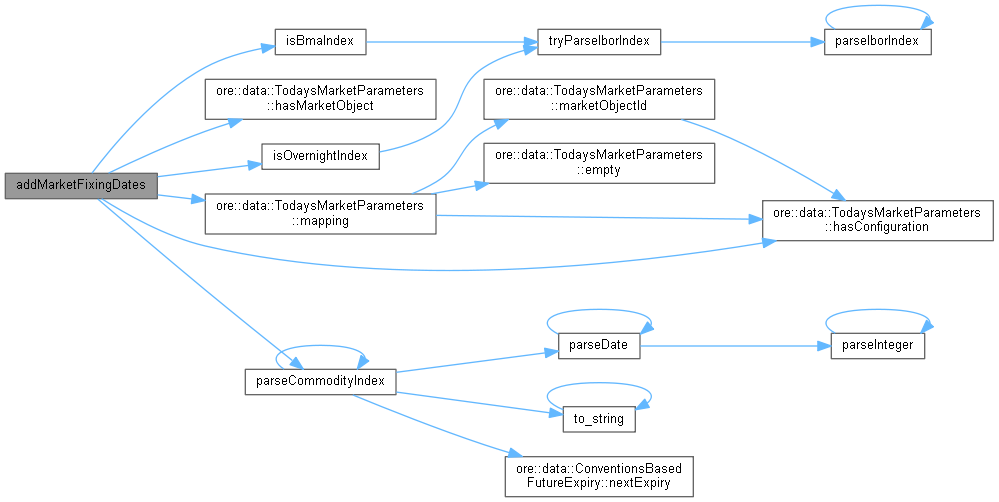 isBmaIndex
tryParseIborIndex
parseIborIndex
ore::data::TodaysMarketParameters
::hasMarketObject
ore::data::TodaysMarketParameters
::marketObjectId
isOvernightIndex
ore::data::TodaysMarketParameters
::empty
addMarketFixingDates
ore::data::TodaysMarketParameters
::mapping
ore::data::TodaysMarketParameters
::hasConfiguration
parseDate
parseInteger
parseCommodityIndex
to_string
ore::data::ConventionsBased
FutureExpiry::nextExpiry